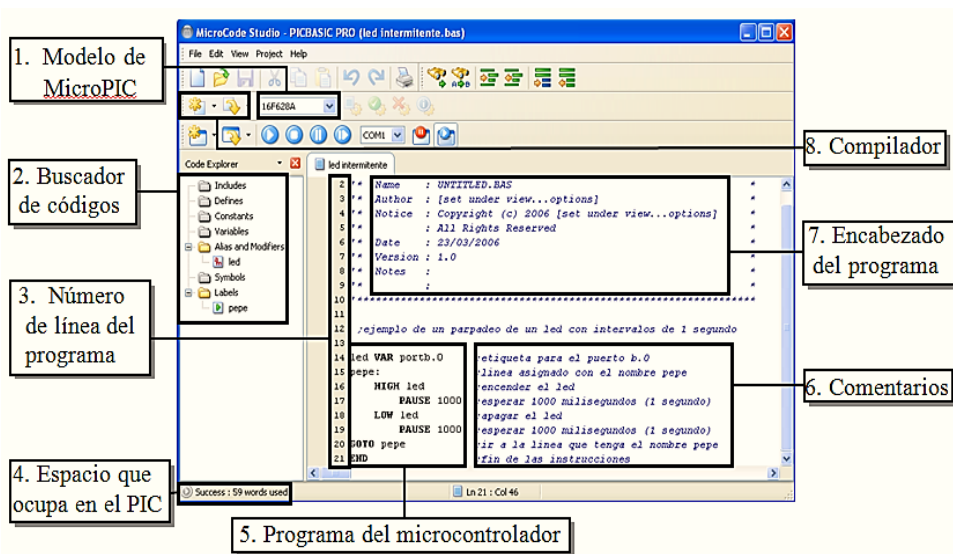 MicroCode Studio - PICBASIC PRO (led intermitente.bas)
File Edit View Project Help
1. Modelo de
MicroPIC
16F628A
COM1
8. Compilador
Code Explorer
led intermitente
2. Buscador
de códigos
Includes
Defines
Constants
Variables
Alias and Modifiers
led
Symbols
Labels
pepe
2 '* Name : UNTITLED.BAS *
3 '* Author : [set under view...options] *
4 '* Notice : Copyright (c) 2006 [set under view...options] *
5 '* : All Rights Reserved *
6 '* Date : 23/03/2006 *
7 '* Version : 1.0 *
8 '* Notes : *
9 '* : *
10 '****************************************************************
11
12 ;ejemplo de un parpadeo de un led con intervalos de 1 segundo
13
14 led VAR portb.0 ;etiqueta para el puerto b.0
15 pepe: ;linea asignado con el nombre pepe
16 HIGH led ;encender el led
17 PAUSE 1000 ;esperar 1000 milisegundos (1 segundo)
18 LOW led ;apagar el led
19 PAUSE 1000 ;esperar 1000 milisegundos (1 segundo)
20 GOTO pepe ;ir a la linea que tenga el nombre pepe
21 END ;fin de las instrucciones
7. Encabezado
del programa
3. Número
de línea del
programa
6. Comentarios
4. Espacio que
ocupa en el PIC
Success : 59 words used
Ln 21 : Col 46
5. Programa del microcontrolador